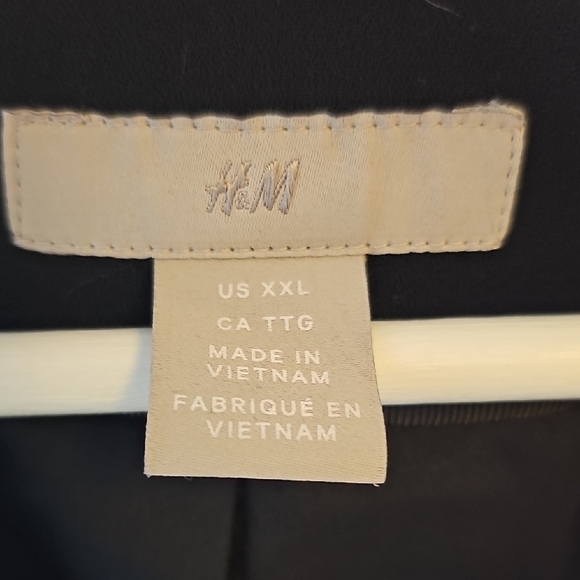 H&M
US XXL
CA TTG
MADE IN
VIETNAM
FABRIQUÉ EN
VIETNAM